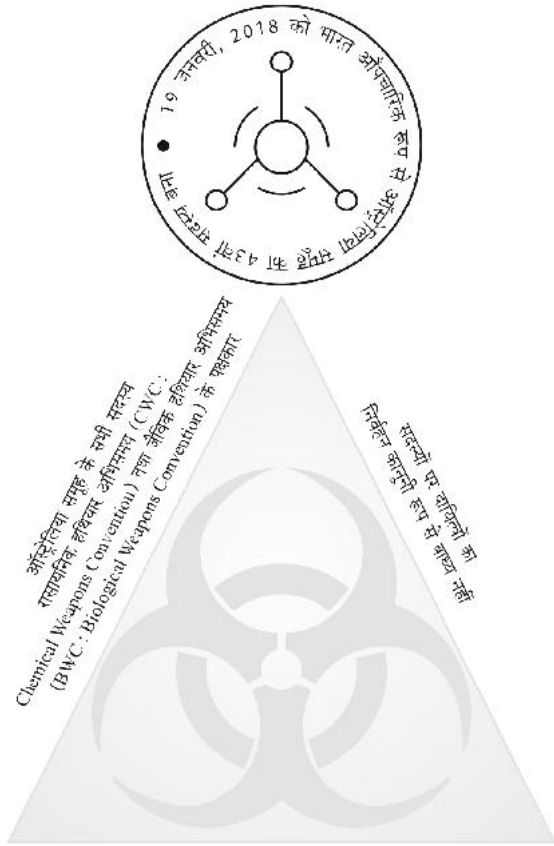 19 जनवरी, 2018 को भारत औपचारिक रूप से ऑस्ट्रेलिया समूह का 43वां सदस्य बना
ऑस्ट्रेलिया समूह के सभी सदस्य
रासायनिक हथियार अभिसमय (CWC :
Chemical Weapons Convention) तथा जैविक हथियार अभिसमय
(BWC : Biological Weapons Convention) के पक्षकार
सदस्यों पर दायित्वों का
निर्वहन कानूनी रूप से बाध्य नहीं